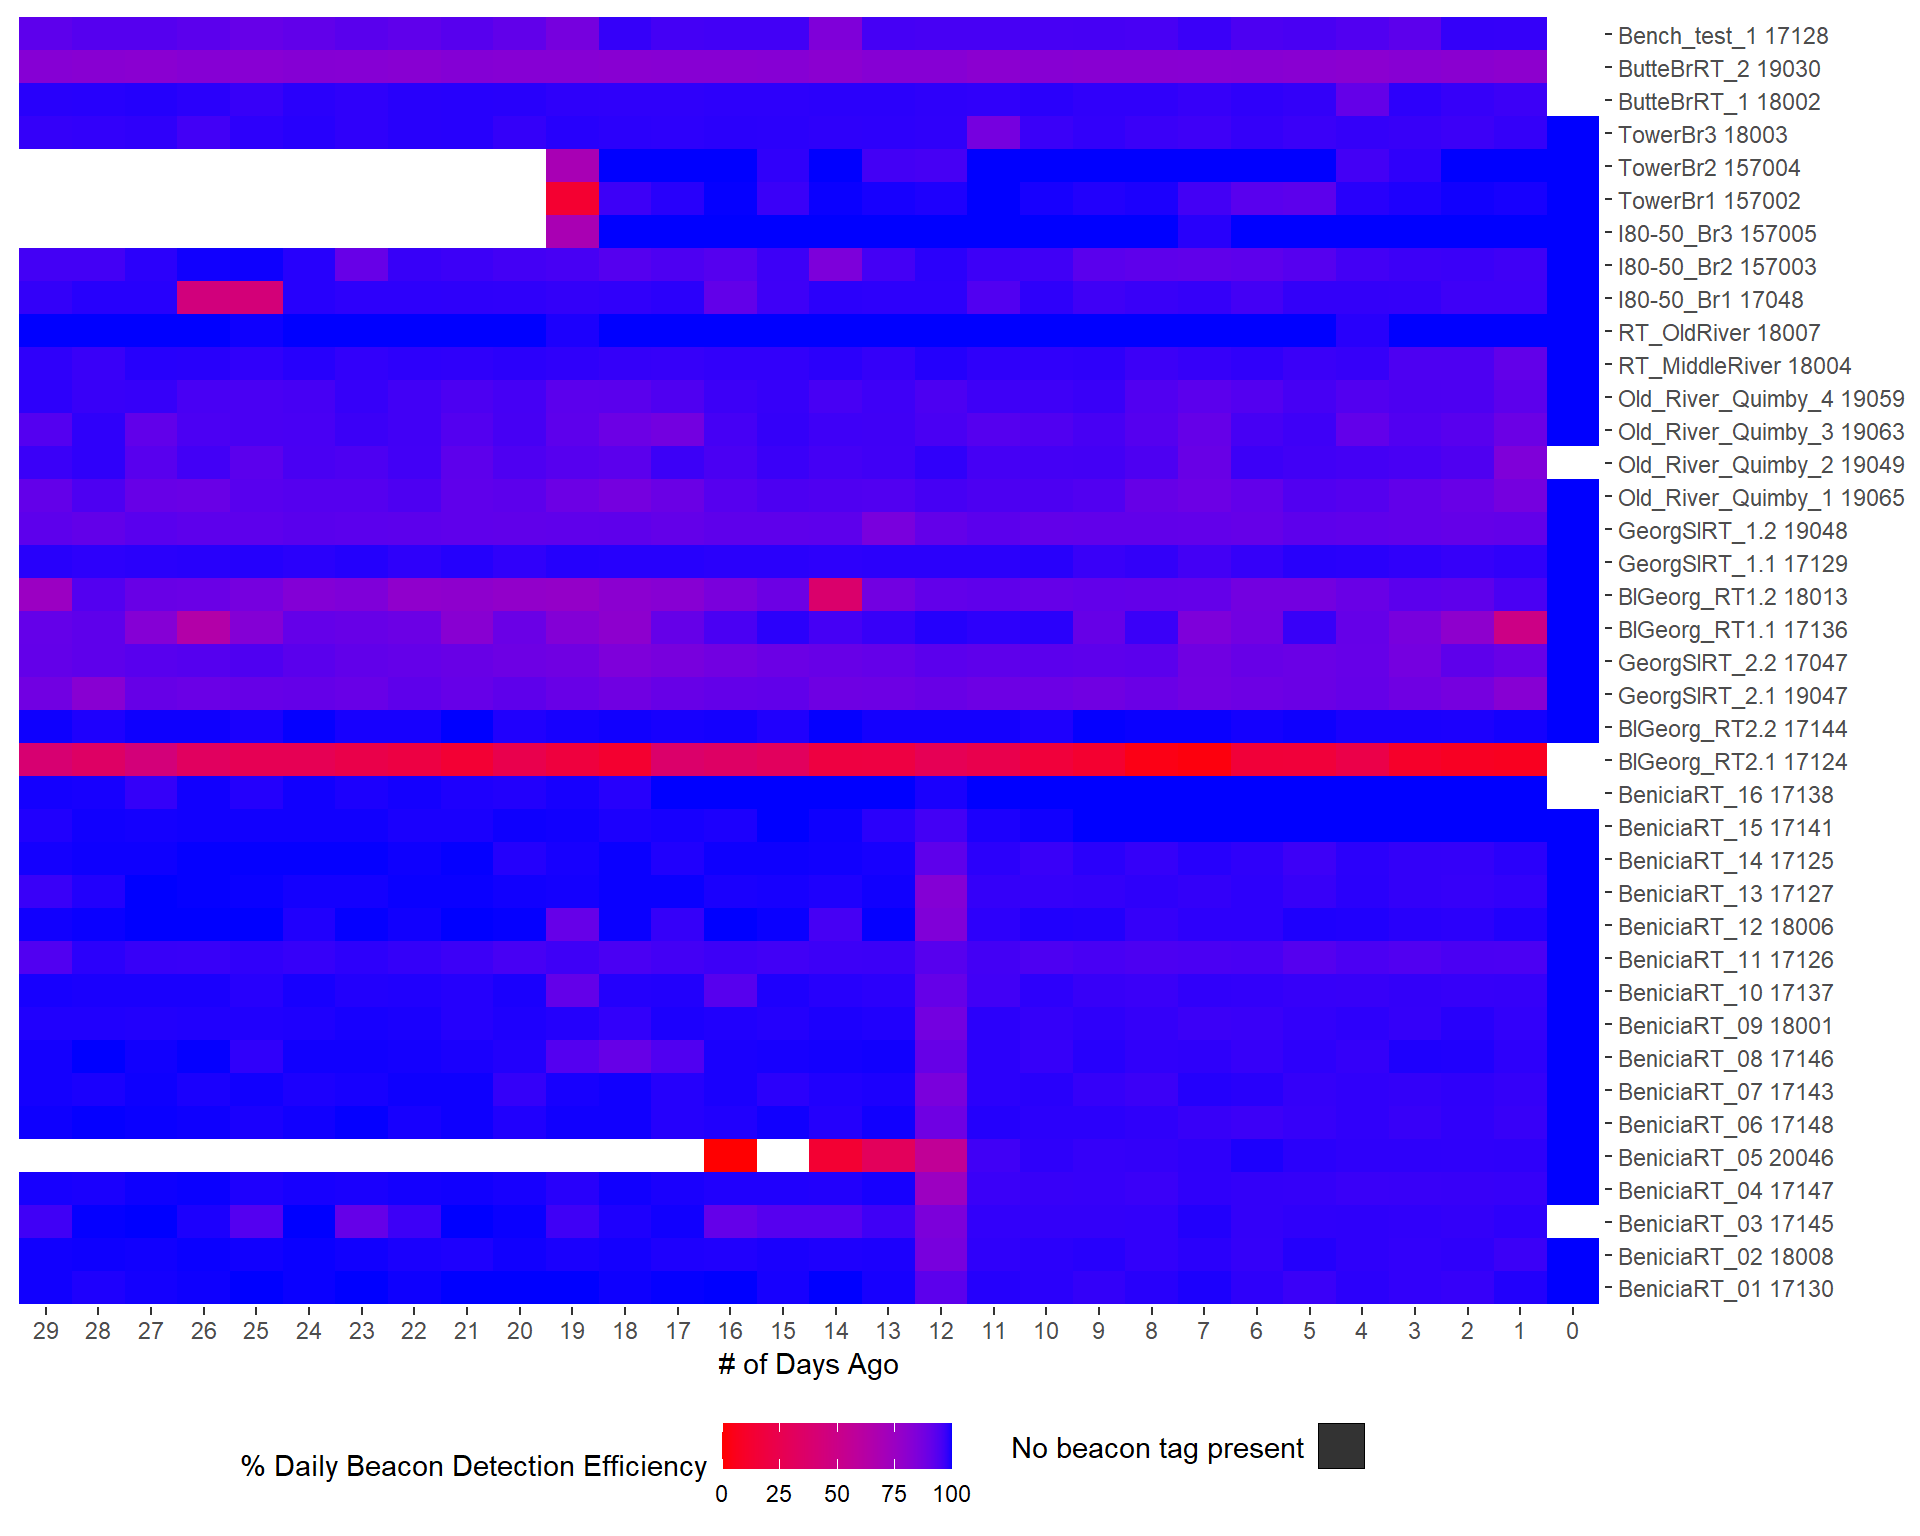 Bench_test_1 17128
ButteBrRT_2 19030
ButteBrRT_1 18002
TowerBr3 18003
TowerBr2 157004
TowerBr1 157002
I80-50_Br3 157005
I80-50_Br2 157003
I80-50_Br1 17048
RT_OldRiver 18007
RT_MiddleRiver 18004
Old_River_Quimby_4 19059
Old_River_Quimby_3 19063
Old_River_Quimby_2 19049
Old_River_Quimby_1 19065
GeorgSlRT_1.2 19048
GeorgSlRT_1.1 17129
BlGeorg_RT1.2 18013
BlGeorg_RT1.1 17136
GeorgSlRT_2.2 17047
GeorgSlRT_2.1 19047
BlGeorg_RT2.2 17144
BlGeorg_RT2.1 17124
BeniciaRT_16 17138
BeniciaRT_15 17141
BeniciaRT_14 17125
BeniciaRT_13 17127
BeniciaRT_12 18006
BeniciaRT_11 17126
BeniciaRT_10 17137
BeniciaRT_09 18001
BeniciaRT_08 17146
BeniciaRT_07 17143
BeniciaRT_06 17148
BeniciaRT_05 20046
BeniciaRT_04 17147
BeniciaRT_03 17145
BeniciaRT_02 18008
BeniciaRT_01 17130
29 28 27 26 25 24 23 22 21 20 19 18 17 16 15 14 13 12 11 10 9 8 7 6 5 4 3 2 1 0
# of Days Ago
% Daily Beacon Detection Efficiency
0 25 50 75 100
No beacon tag present